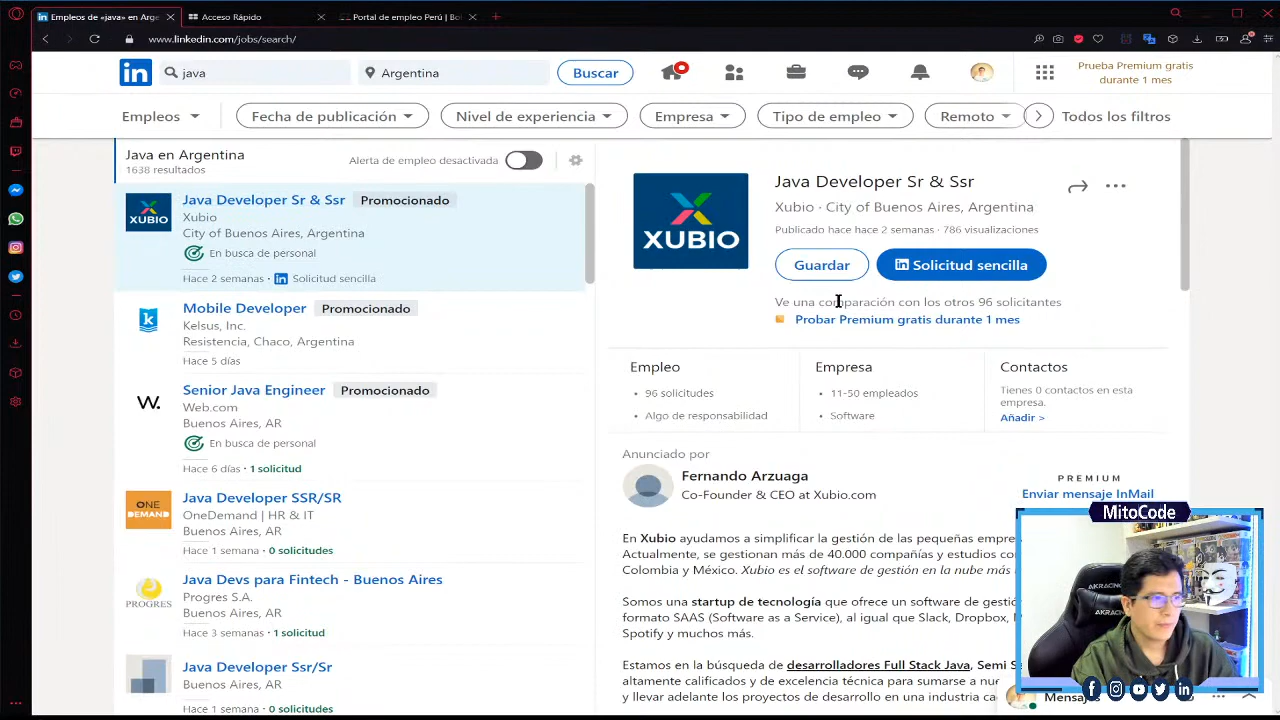 Empleos de «java» en Arge
Acceso Rápido
Portal de empleo Perú | Bol
www.linkedin.com/jobs/search/
in
java
Argentina
Buscar
Prueba Premium gratis
durante 1 mes
Empleos
Fecha de publicación
Nivel de experiencia
Empresa
Tipo de empleo
Remoto
Todos los filtros
Java en Argentina
1638 resultados
Alerta de empleo desactivada
XUBIO
Java Developer Sr & Ssr
Promocionado
Xubio
City of Buenos Aires, Argentina
En busca de personal
Hace 2 semanas · in Solicitud sencilla
k
Mobile Developer
Promocionado
Kelsus, Inc.
Resistencia, Chaco, Argentina
Hace 5 días
W.
Senior Java Engineer
Promocionado
Web.com
Buenos Aires, AR
En busca de personal
Hace 6 días · 1 solicitud
ONE
DEMAND
Java Developer SSR/SR
OneDemand | HR & IT
Buenos Aires, AR
Hace 1 semana · 0 solicitudes
PROGRES
Java Devs para Fintech - Buenos Aires
Progres S.A.
Buenos Aires, AR
Hace 3 semanas · 1 solicitud
Java Developer Ssr/Sr
Buenos Aires, AR
Hace 1 semana · 0 solicitudes
XUBIO
Java Developer Sr & Ssr
Xubio · City of Buenos Aires, Argentina
Publicado hace hace 2 semanas · 786 visualizaciones
Guardar
in Solicitud sencilla
Ve una comparación con los otros 96 solicitantes
Probar Premium gratis durante 1 mes
Empleo
• 96 solicitudes
• Algo de responsabilidad
Empresa
• 11-50 empleados
• Software
Contactos
Tienes 0 contactos en esta
empresa.
Añadir >
Anunciado por
Fernando Arzuaga
Co-Founder & CEO at Xubio.com
PREMIUM
Enviar mensaje InMail
En Xubio ayudamos a simplificar la gestión de las pequeñas empre
Actualmente, se gestionan más de 40.000 compañías y estudios co
Colombia y México. Xubio es el software de gestión en la nube más
Somos una startup de tecnología que ofrece un software de gesti
formato SAAS (Software as a Service), al igual que Slack, Dropbox,
Spotify y muchos más.
Estamos en la búsqueda de desarrolladores Full Stack Java, Semi S
altamente calificados y de excelencia técnica para sumarse a nue
y llevar adelante los proyectos de desarrollo en una industria ca
MitoCode
AKRACING
AKRACING
Mensajes